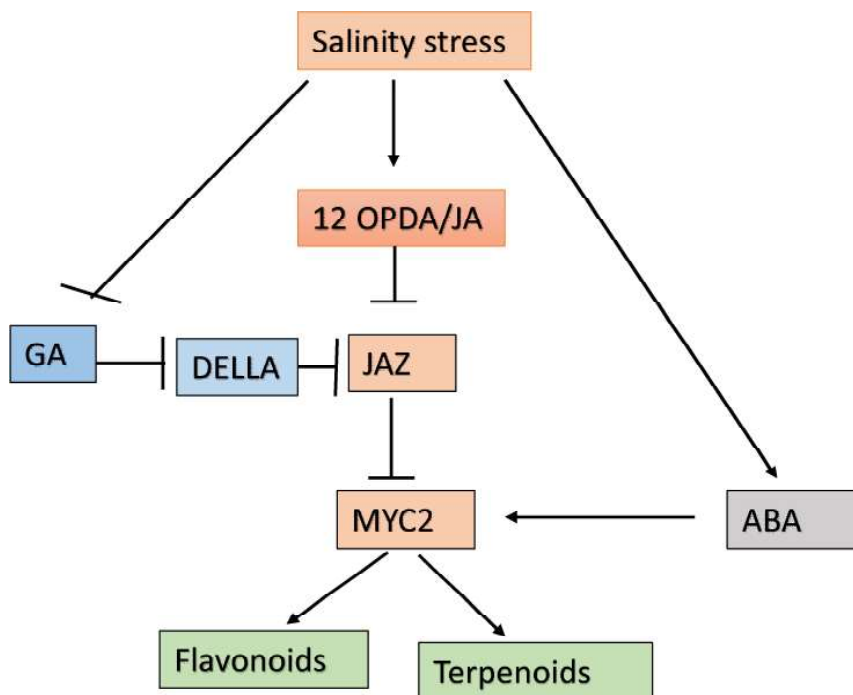 Salinity stress
12 OPDA/JA
GA
DELLA
JAZ
MYC2
ABA
Flavonoids
Terpenoids